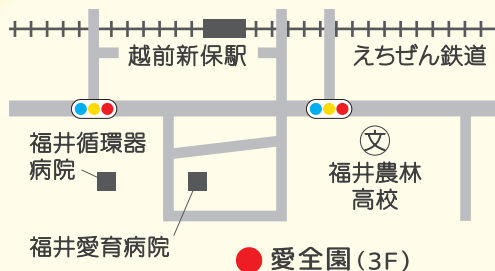 越前新保駅
えちぜん鉄道
福井循環器
病院
文
福井農林
高校
福井愛育病院
愛全園(3F)